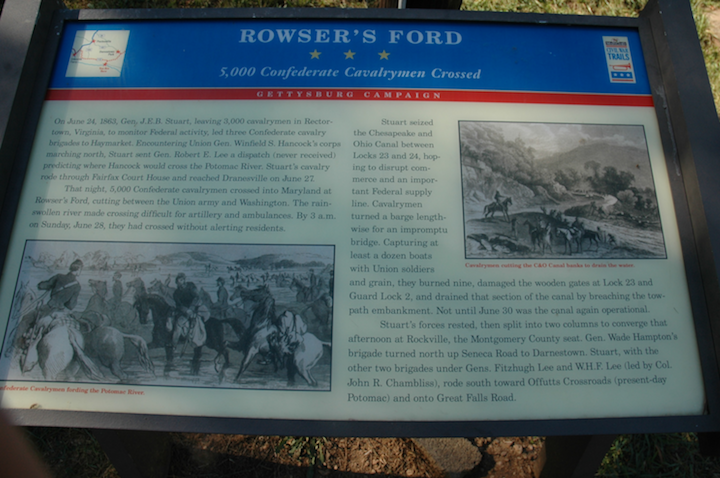 ROWSER'S FORD
5,000 Confederate Cavalrymen Crossed
GETTYSBURG CAMPAIGN
CIVIL WAR
TRAILS
On June 24, 1863, Gen. J.E.B. Stuart, leaving 3,000 cavalrymen in Rector-
town, Virginia, to monitor Federal activity, led three Confederate cavalry
brigades to Haymarket. Encountering Union Gen. Winfield S. Hancock's corps
marching north, Stuart sent Gen. Robert E. Lee a dispatch (never received)
predicting where Hancock would cross the Potomac River. Stuart's cavalry
rode through Fairfax Court House and reached Dranesville on June 27.
That night, 5,000 Confederate cavalrymen crossed into Maryland at
Rowser's Ford, cutting between the Union army and Washington. The rain-
swollen river made crossing difficult for artillery and ambulances. By 3 a.m.
on Sunday, June 28, they had crossed without alerting residents.
nfederate Cavalrymen fording the Potomac River.
Stuart seized
the Chesapeake and
Ohio Canal between
Locks 23 and 24, hop-
ing to disrupt com-
merce and an impor-
tant Federal supply
line. Cavalrymen
turned a barge length-
wise for an impromptu
bridge. Capturing at
least a dozen boats
with Union soldiers
and grain, they burned nine, damaged the wooden gates at Lock 23 and
Guard Lock 2, and drained that section of the canal by breaching the tow-
path embankment. Not until June 30 was the canal again operational.
Stuart's forces rested, then split into two columns to converge that
afternoon at Rockville, the Montgomery County seat. Gen. Wade Hampton's
brigade turned north up Seneca Road to Darnestown. Stuart, with the
other two brigades under Gens. Fitzhugh Lee and W.H.F. Lee (led by Col.
John R. Chambliss), rode south toward Offutts Crossroads (present-day
Potomac) and onto Great Falls Road.
Cavalrymen cutting the C&O Canal banks to drain the water.